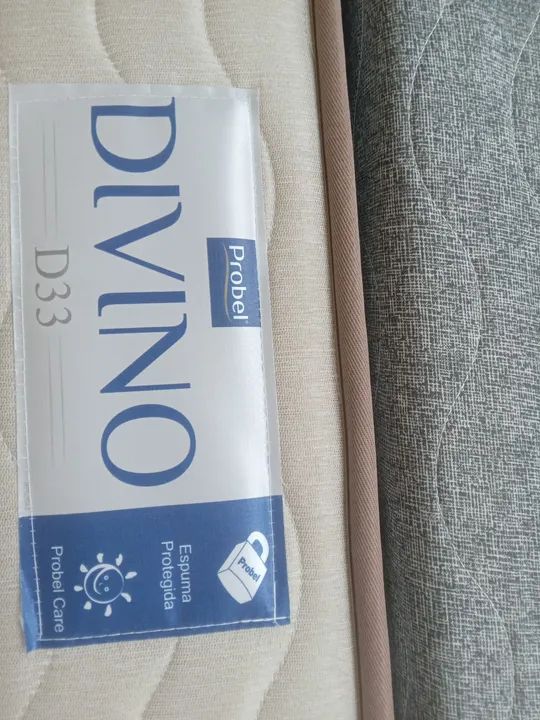 Probel
DIVINO
D33
Probel
Espuma
Protegida
Probel Care